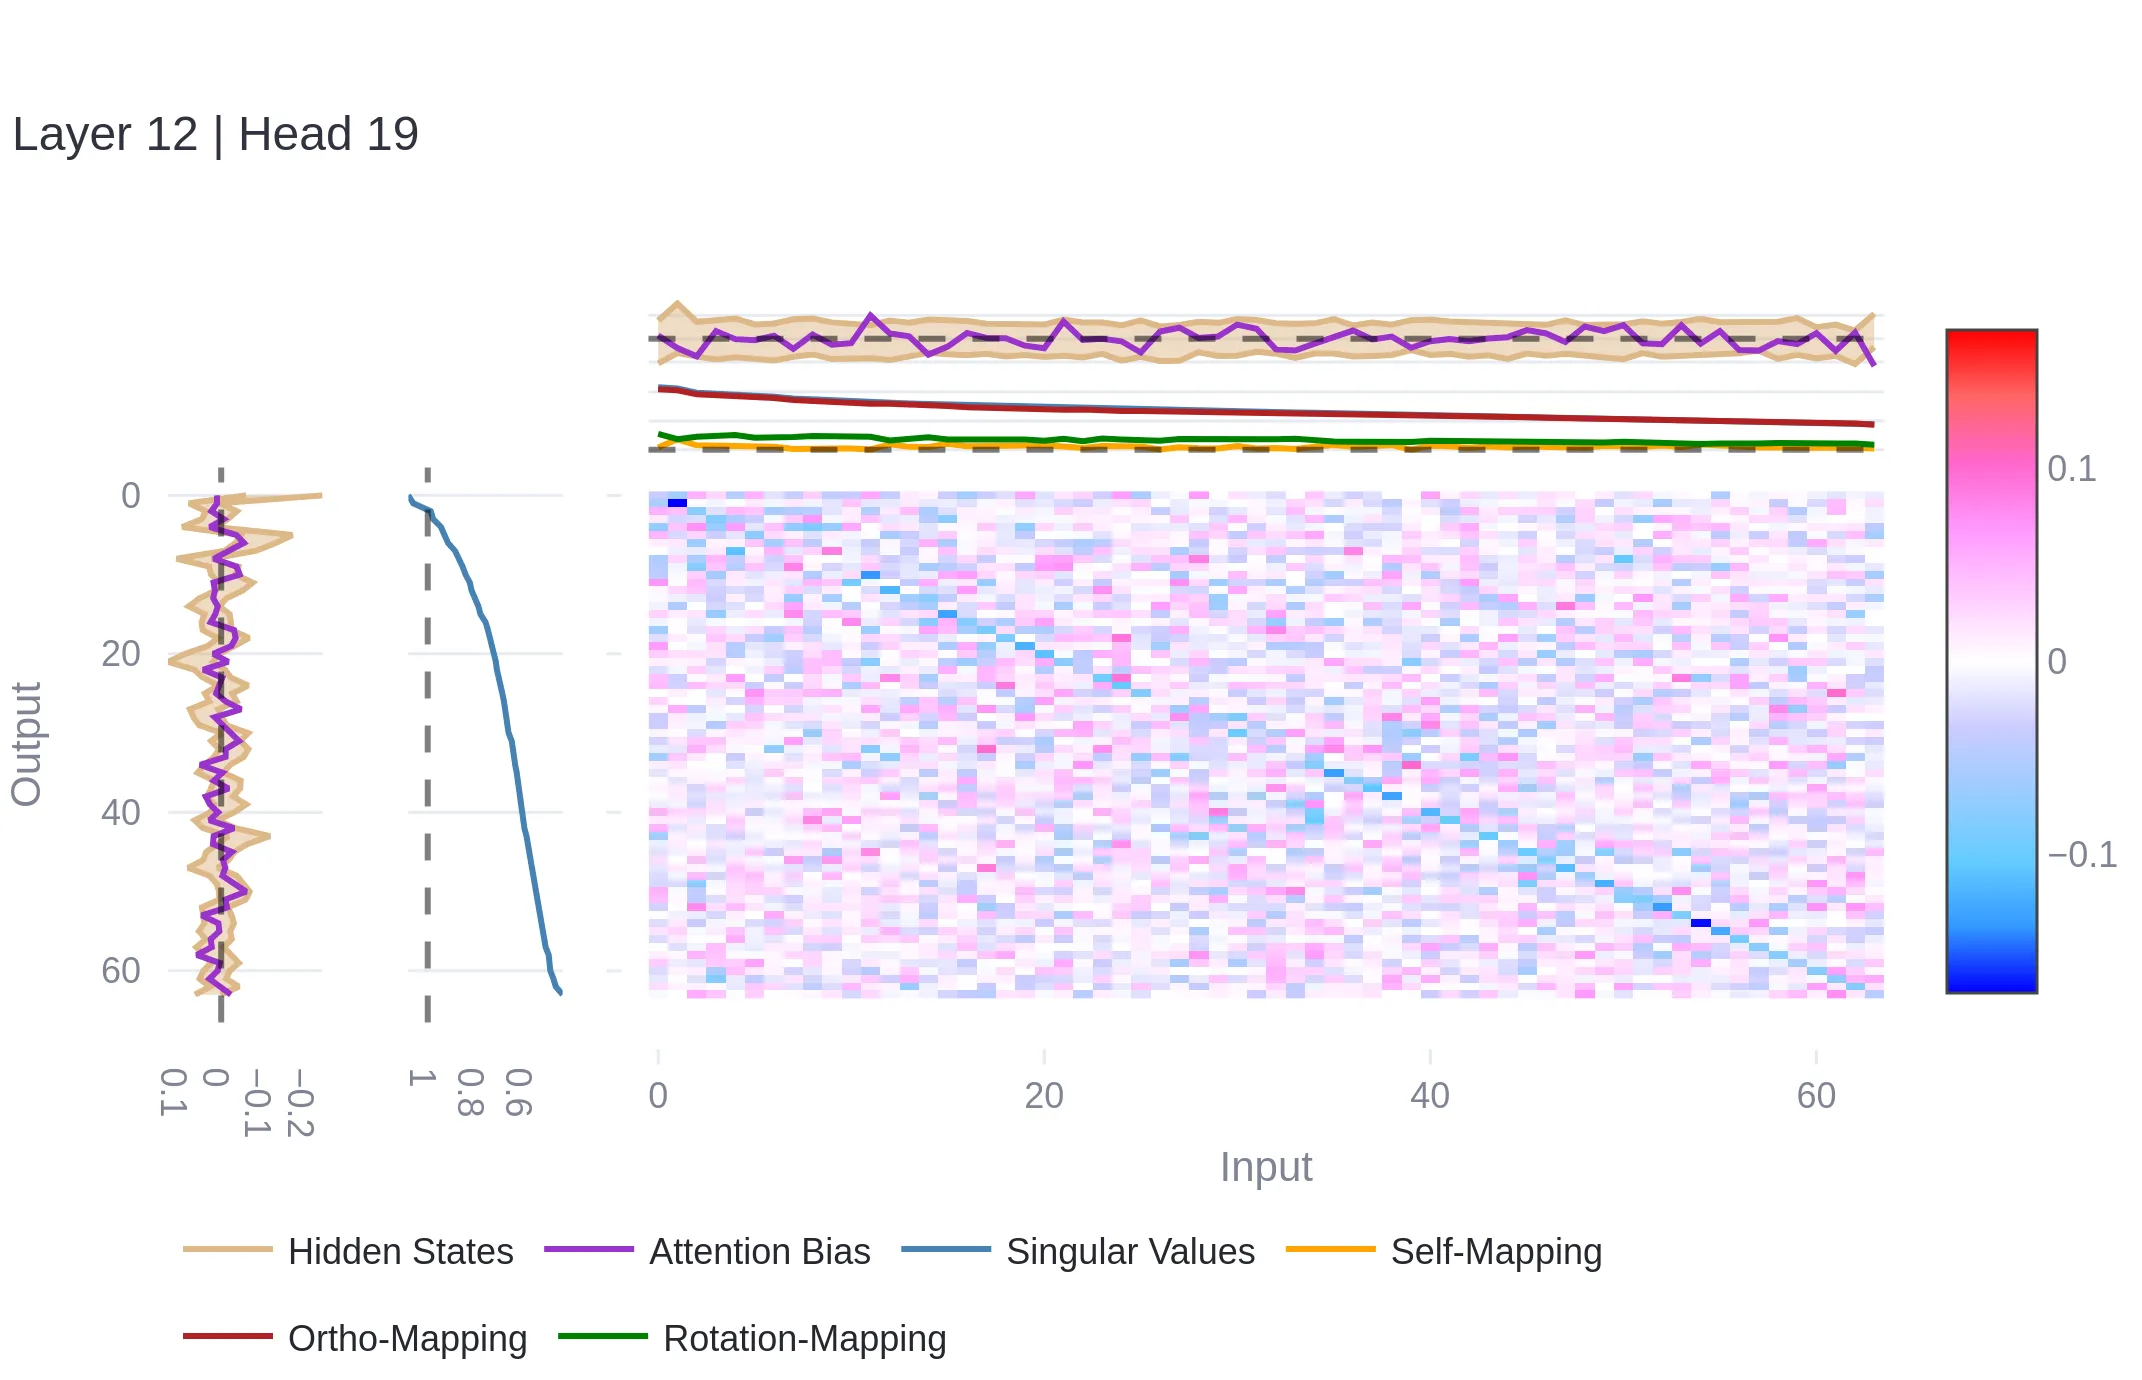 Layer 12 | Head 19
0
20
40
60
Output
0.1
0
−0.1
−0.2
1
0.8
0.6
0
20
40
60
Input
0.1
0
−0.1
Hidden States
Attention Bias
Singular Values
Self-Mapping
Ortho-Mapping
Rotation-Mapping